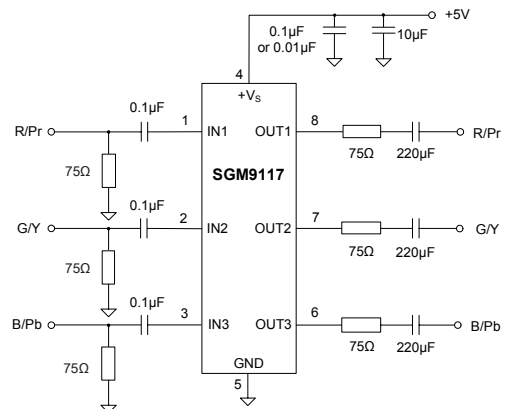 +5V
0.1µF
or 0.01µF
10µF
4
+VS
0.1µF
R/Pr
1
IN1
OUT1
8
R/Pr
75Ω
75Ω
220µF
SGM9117
0.1µF
G/Y
2
IN2
OUT2
7
G/Y
75Ω
75Ω
220µF
0.1µF
B/Pb
3
IN3
OUT3
6
B/Pb
75Ω
75Ω
220µF
GND
5